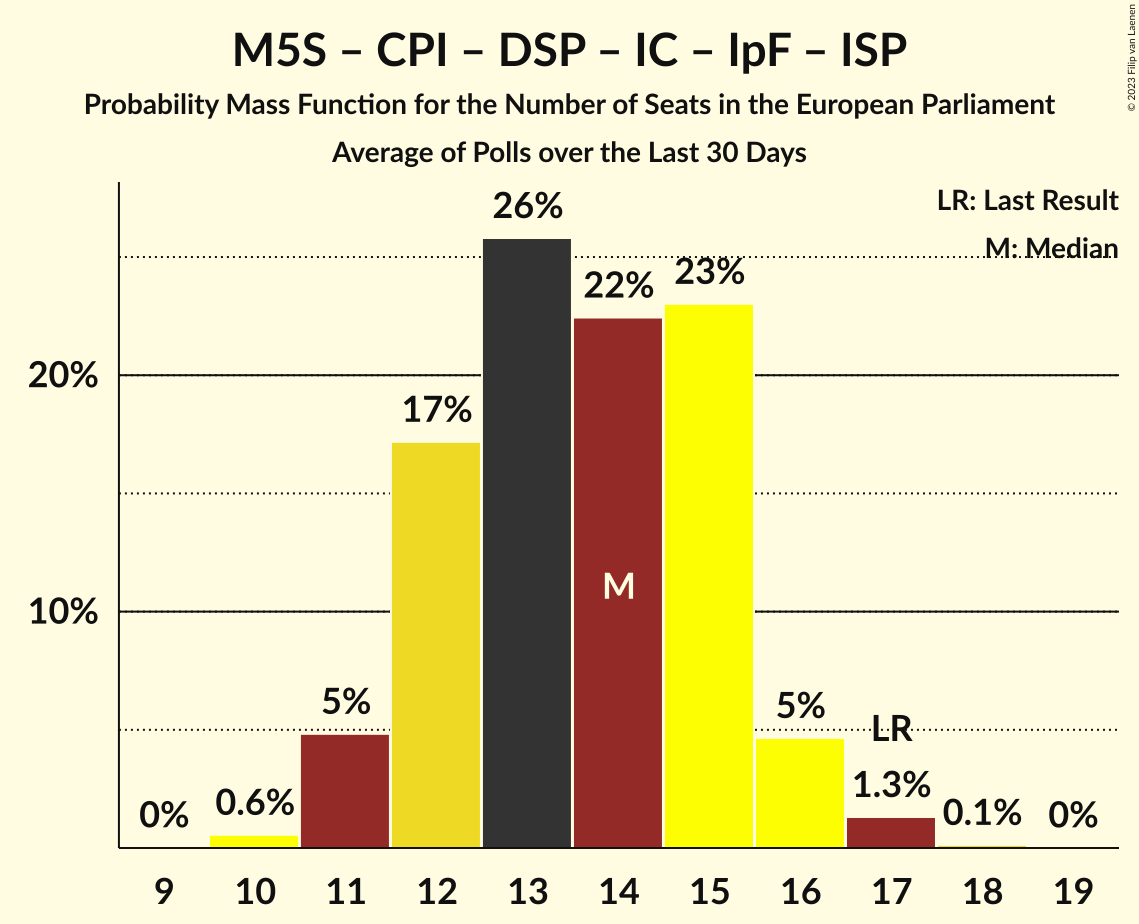 M5S – CPI – DSP – IC – IpF – ISP
Probability Mass Function for the Number of Seats in the European Parliament
Average of Polls over the Last 30 Days
© 2023 Filip van Laenen
LR: Last Result
M: Median
26%
23%
22%
20%
17%
M
10%
5%
5%
LR
1.3%
0.6%
0.1%
0%
0%
9 10 11 12 13 14 15 16 17 18 19